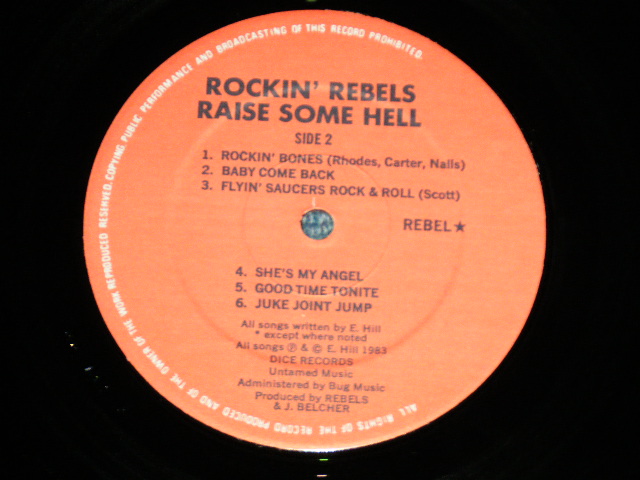 ALL RIGHTS OF THE RECORD PRODUCED AND OF THE OWNER OF THE WORK REPRODUCED RESERVED. COPYING, PUBLIC PERFORMANCE AND BROADCASTING OF THIS RECORD PROHIBITED.
ROCKIN' REBELS
RAISE SOME HELL
SIDE 2
1. ROCKIN' BONES (Rhodes, Carter, Nalls)
2. BABY COME BACK
3. FLYIN' SAUCERS ROCK & ROLL (Scott)
REBEL ★
4. SHE'S MY ANGEL
5. GOOD TIME TONITE
6. JUKE JOINT JUMP
All songs written by E. Hill
* except where noted
All songs ℗ & © E. Hill 1983
DICE RECORDS
Untamed Music
Administered by Bug Music
Produced by REBELS
& J. BELCHER